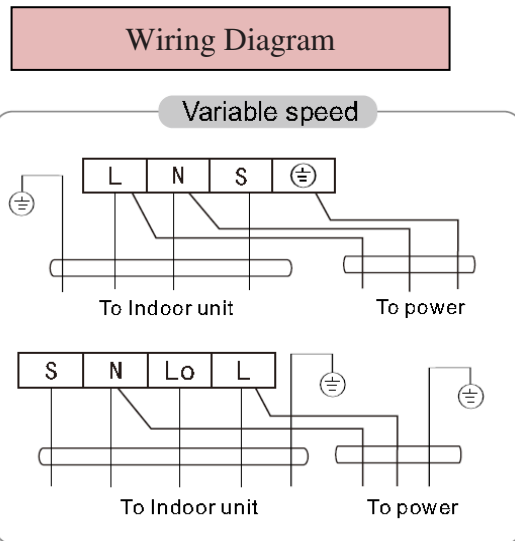 Wiring Diagram
Variable speed
L N S
To Indoor unit To power
S N Lo L
To Indoor unit To power